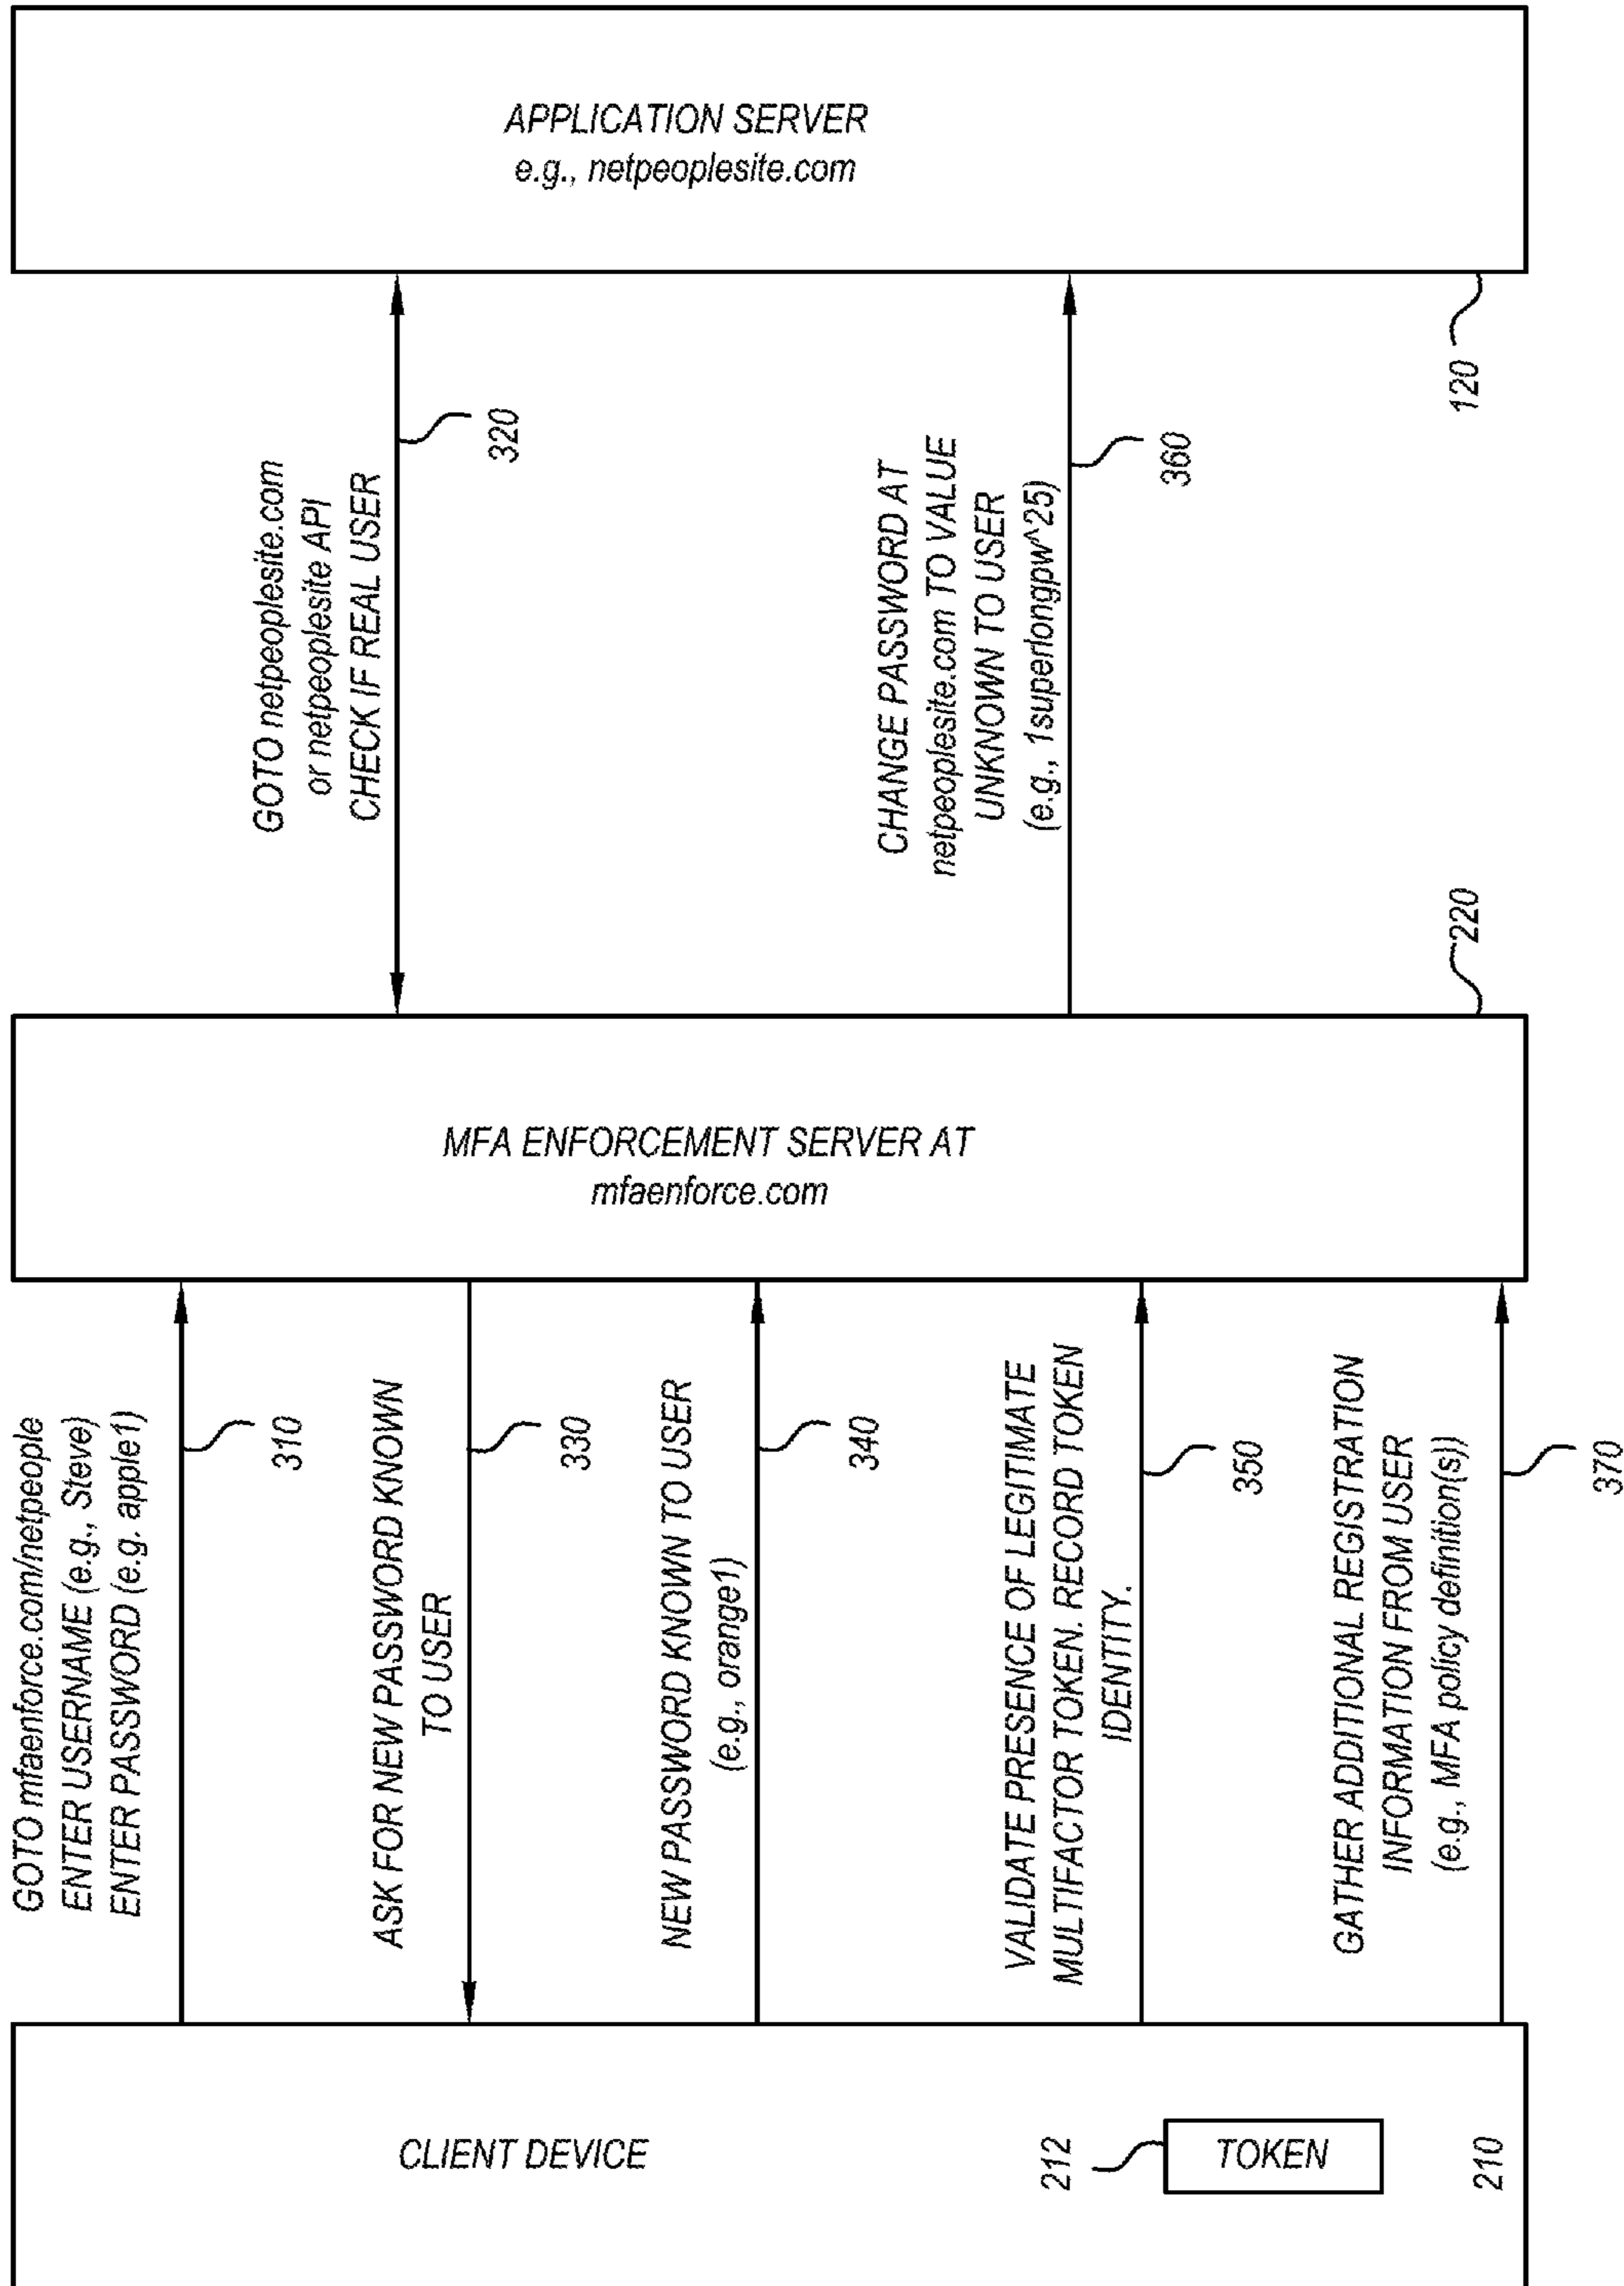 CLIENT DEVICE
212
TOKEN
210
GOTO mfaenforce.com/netpeople
ENTER USERNAME (e.g., Steve)
ENTER PASSWORD (e.g. apple1)
310
ASK FOR NEW PASSWORD KNOWN
TO USER
330
NEW PASSWORD KNOWN TO USER
(e.g., orange1)
340
VALIDATE PRESENCE OF LEGITIMATE
MULTIFACTOR TOKEN. RECORD TOKEN
IDENTITY.
350
GATHER ADDITIONAL REGISTRATION
INFORMATION FROM USER
(e.g., MFA policy definition(s))
370
MFA ENFORCEMENT SERVER AT
mfaenforce.com
220
GOTO netpeoplesite.com
or netpeoplesite API
CHECK IF REAL USER
320
CHANGE PASSWORD AT
netpeoplesite.com TO VALUE
UNKNOWN TO USER
(e.g., 1superlongpw^25)
360
APPLICATION SERVER
e.g., netpeoplesite.com
120